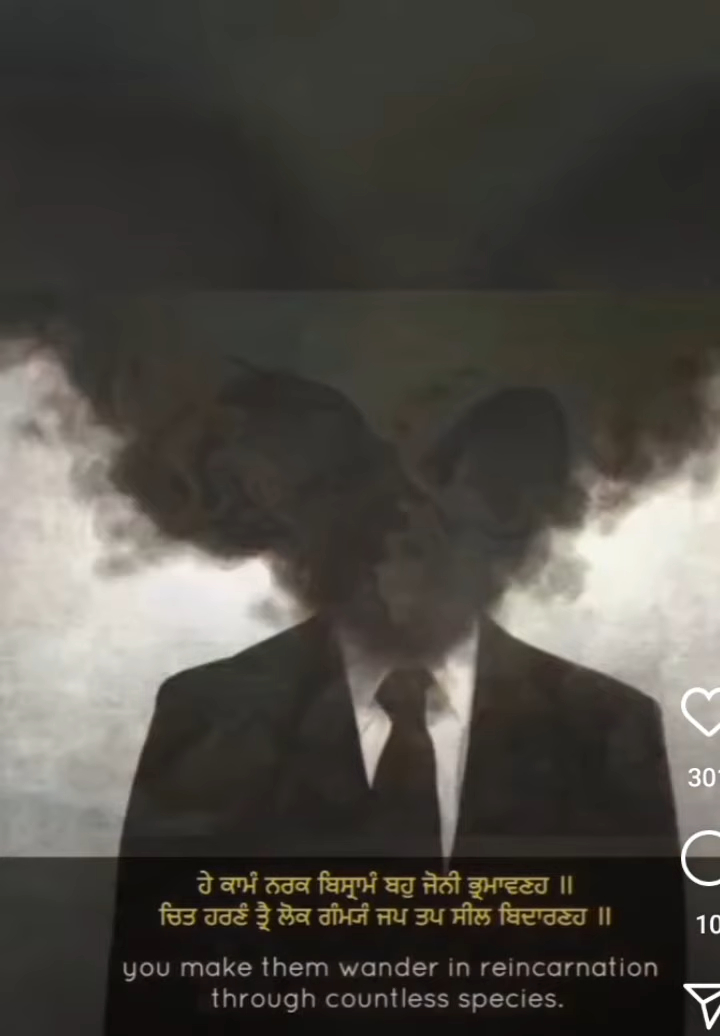 ਹੇ ਕਾਮੰ ਨਰਕ ਬਿਸ੍ਰਾਮੰ ਬਹੁ ਜੋਨੀ ਭ੍ਰਮਾਵਣਹ ॥
ਚਿਤ ਹਰਣੰ ਤ੍ਰੈ ਲੋਕ ਗੰਮ੍ਯੰ ਜਪ ਤਪ ਸੀਲ ਬਿਦਾਰਣਹ ॥
you make them wander in reincarnation
through countless species.